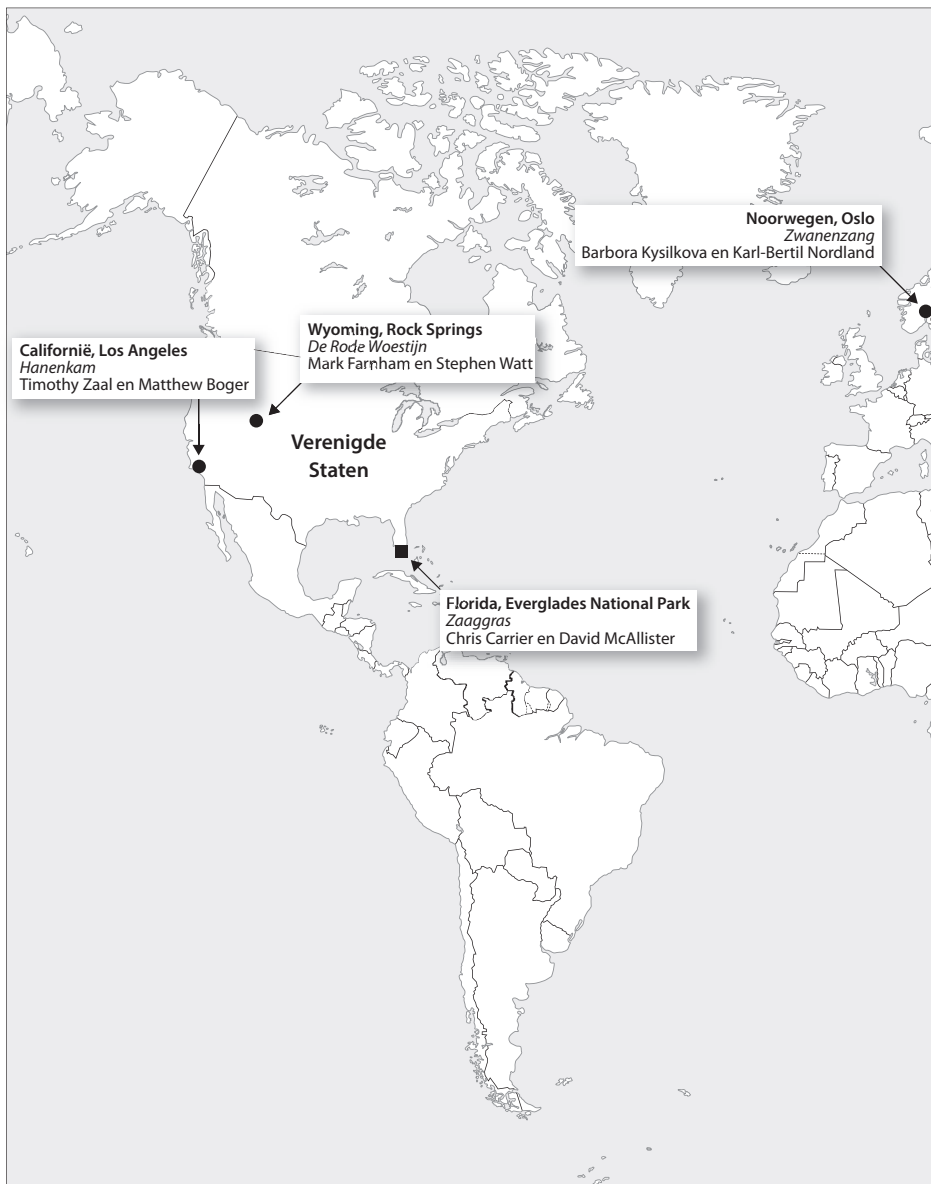 Noorwegen, Oslo
Zwanenzang
Barbora Kysilkova en Karl-Bertil Nordland
Wyoming, Rock Springs
De Rode Woestijn
Mark Farnham en Stephen Watt
Californië, Los Angeles
Hanenkam
Timothy Zaal en Matthew Boger
Verenigde
Staten
Florida, Everglades National Park
Zaaggras
Chris Carrier en David McAllister